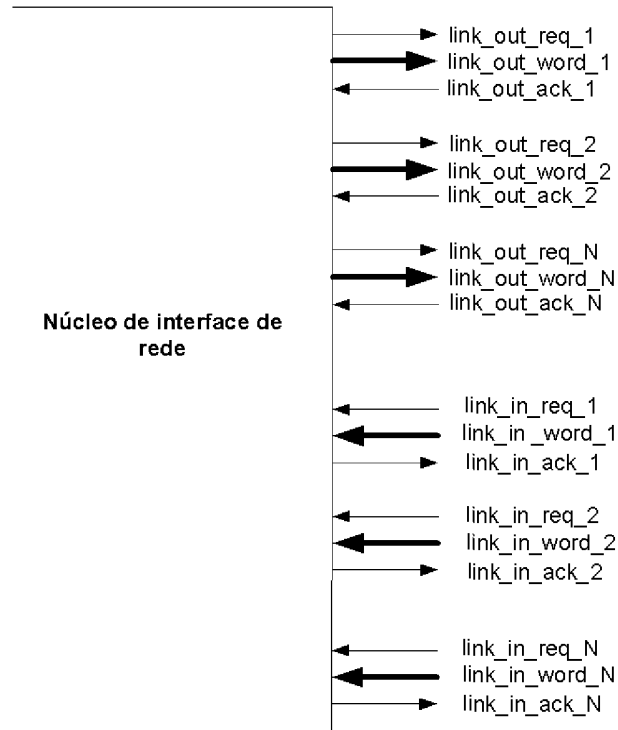 link_out_req_1
link_out_word_1
link_out_ack_1
link_out_req_2
link_out_word_2
link_out_ack_2
link_out_req_N
link_out_word_N
link_out_ack_N
Núcleo de interface de
rede
link_in_req_1
link_in _word_1
link_in_ack_1
link_in_req_2
link_in_word_2
link_in_ack_2
link_in_req_N
link_in_word_N
link_in_ack_N